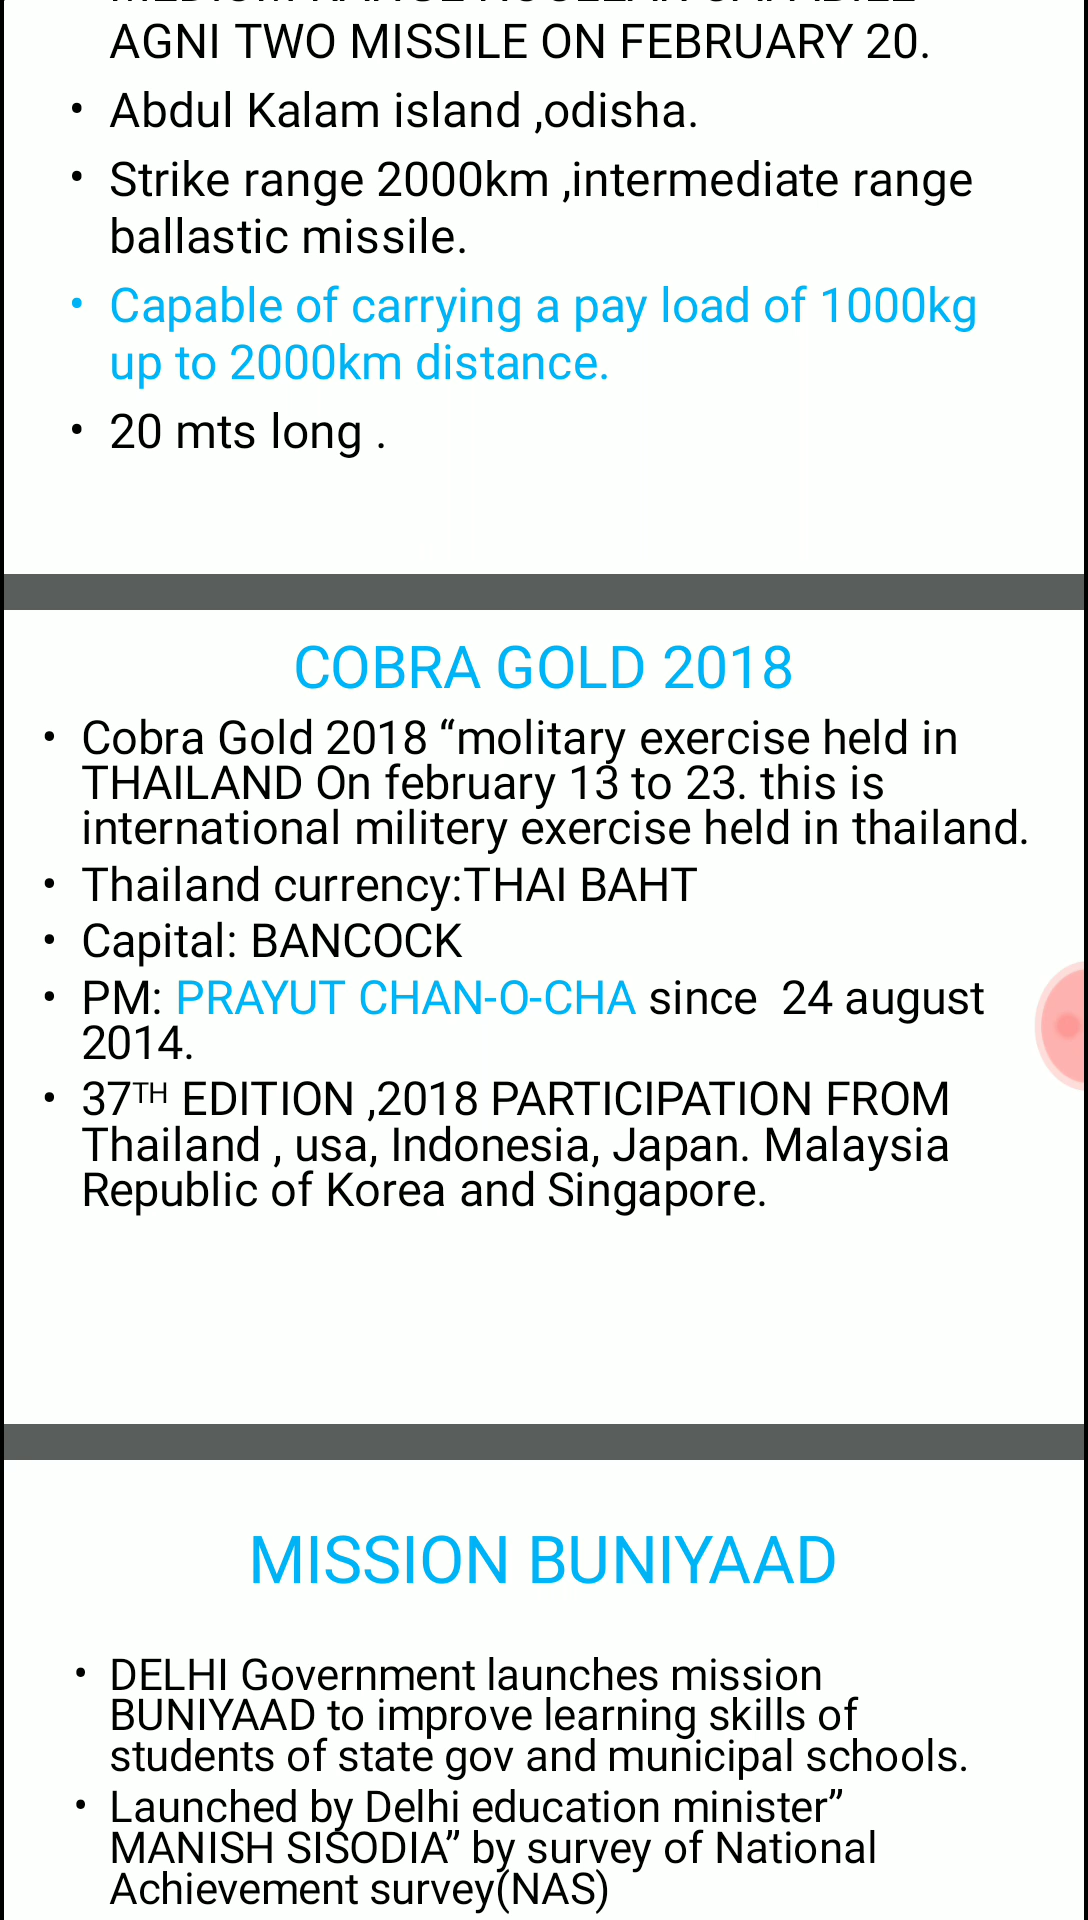 AGNI TWO MISSILE ON FEBRUARY 20.
• Abdul Kalam island ,odisha.
• Strike range 2000km ,intermediate range
ballastic missile.
• Capable of carrying a pay load of 1000kg
up to 2000km distance.
• 20 mts long .
COBRA GOLD 2018
• Cobra Gold 2018 “molitary exercise held in
THAILAND On february 13 to 23. this is
international militery exercise held in thailand.
• Thailand currency:THAI BAHT
• Capital: BANCOCK
• PM: PRAYUT CHAN-O-CHA since  24 august
2014.
• 37TH EDITION ,2018 PARTICIPATION FROM
Thailand , usa, Indonesia, Japan. Malaysia
Republic of Korea and Singapore.
MISSION BUNIYAAD
• DELHI Government launches mission
BUNIYAAD to improve learning skills of
students of state gov and municipal schools.
• Launched by Delhi education minister”
MANISH SISODIA” by survey of National
Achievement survey(NAS)